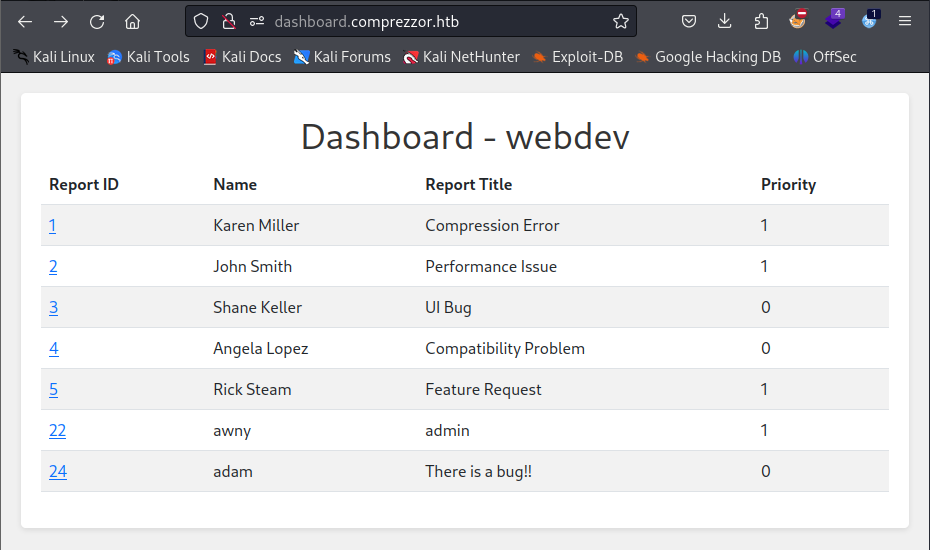 dashboard.comprezzor.htb
4
1
Kali Linux Kali Tools Kali Docs Kali Forums Kali NetHunter Exploit-DB Google Hacking DB OffSec
Dashboard - webdev
Report ID Name Report Title Priority
1 Karen Miller Compression Error 1
2 John Smith Performance Issue 1
3 Shane Keller UI Bug 0
4 Angela Lopez Compatibility Problem 0
5 Rick Steam Feature Request 1
22 awny admin 1
24 adam There is a bug!! 0